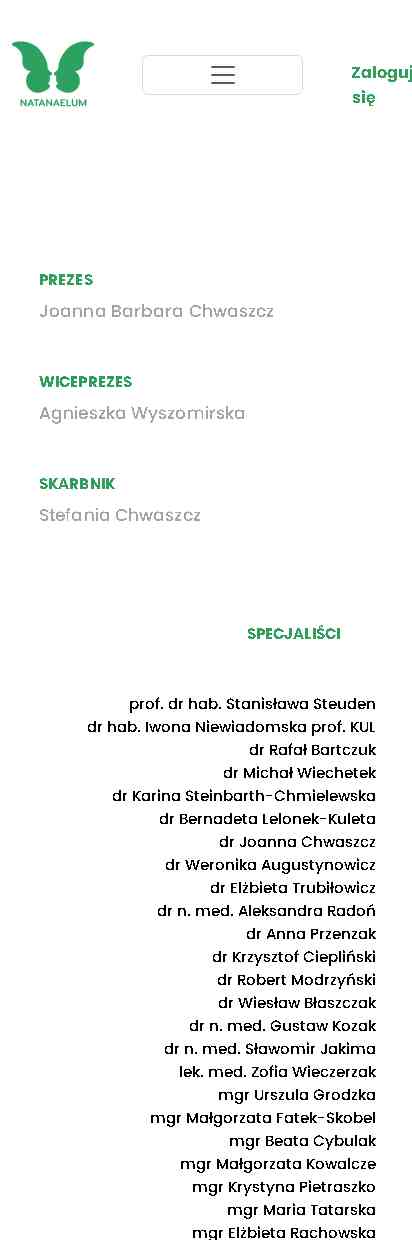 NATANAELUM
Zaloguj
się
PREZES
Joanna Barbara Chwaszcz
WICEPREZES
Agnieszka Wyszomirska
SKARBNIK
Stefania Chwaszcz
SPECJALIŚCI
prof. dr hab. Stanisława Steuden
dr hab. Iwona Niewiadomska prof. KUL
dr Rafał Bartczuk
dr Michał Wiechetek
dr Karina Steinbarth-Chmielewska
dr Bernadeta Lelonek-Kuleta
dr Joanna Chwaszcz
dr Weronika Augustynowicz
dr Elżbieta Trubiłowicz
dr n. med. Aleksandra Radoń
dr Anna Przenzak
dr Krzysztof Ciepliński
dr Robert Modrzyński
dr Wiesław Błaszczak
dr n. med. Gustaw Kozak
dr n. med. Sławomir Jakima
lek. med. Zofia Wieczerzak
mgr Urszula Grodzka
mgr Małgorzata Fatek-Skobel
mgr Beata Cybulak
mgr Małgorzata Kowalcze
mgr Krystyna Pietraszko
mgr Maria Tatarska
mgr Elżbieta Rachowska